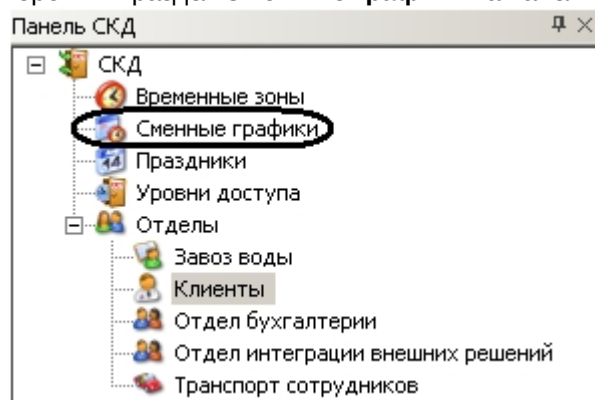 Панель СКД
СКД
Временные зоны
Сменные графики
Праздники
Уровни доступа
Отделы
Завоз воды
Клиенты
Отдел бухгалтерии
Отдел интеграции внешних решений
Транспорт сотрудников